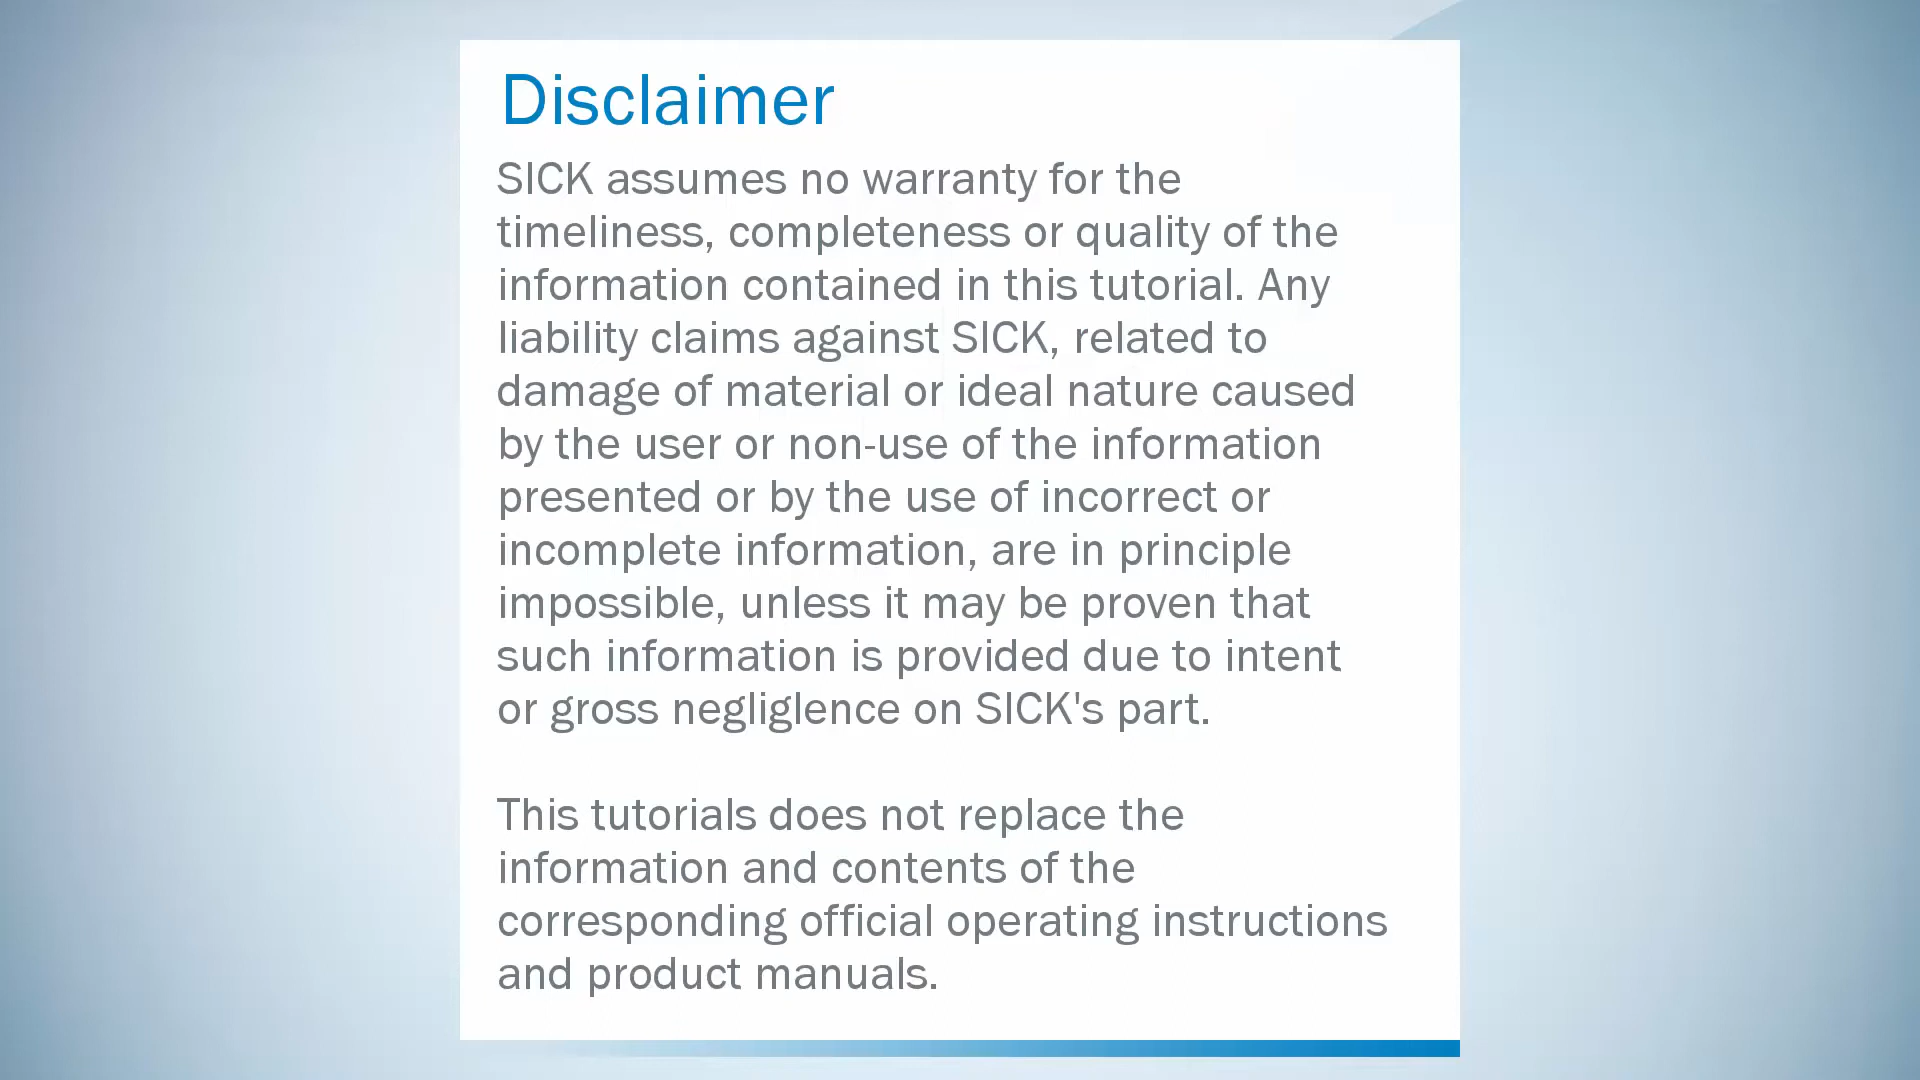 Disclaimer
SICK assumes no warranty for the
timeliness, completeness or quality of the
information contained in this tutorial. Any
liability claims against SICK, related to
damage of material or ideal nature caused
by the user or non-use of the information
presented or by the use of incorrect or
incomplete information, are in principle
impossible, unless it may be proven that
such information is provided due to intent
or gross negliglence on SICK's part.
This tutorials does not replace the
information and contents of the
corresponding official operating instructions
and product manuals.